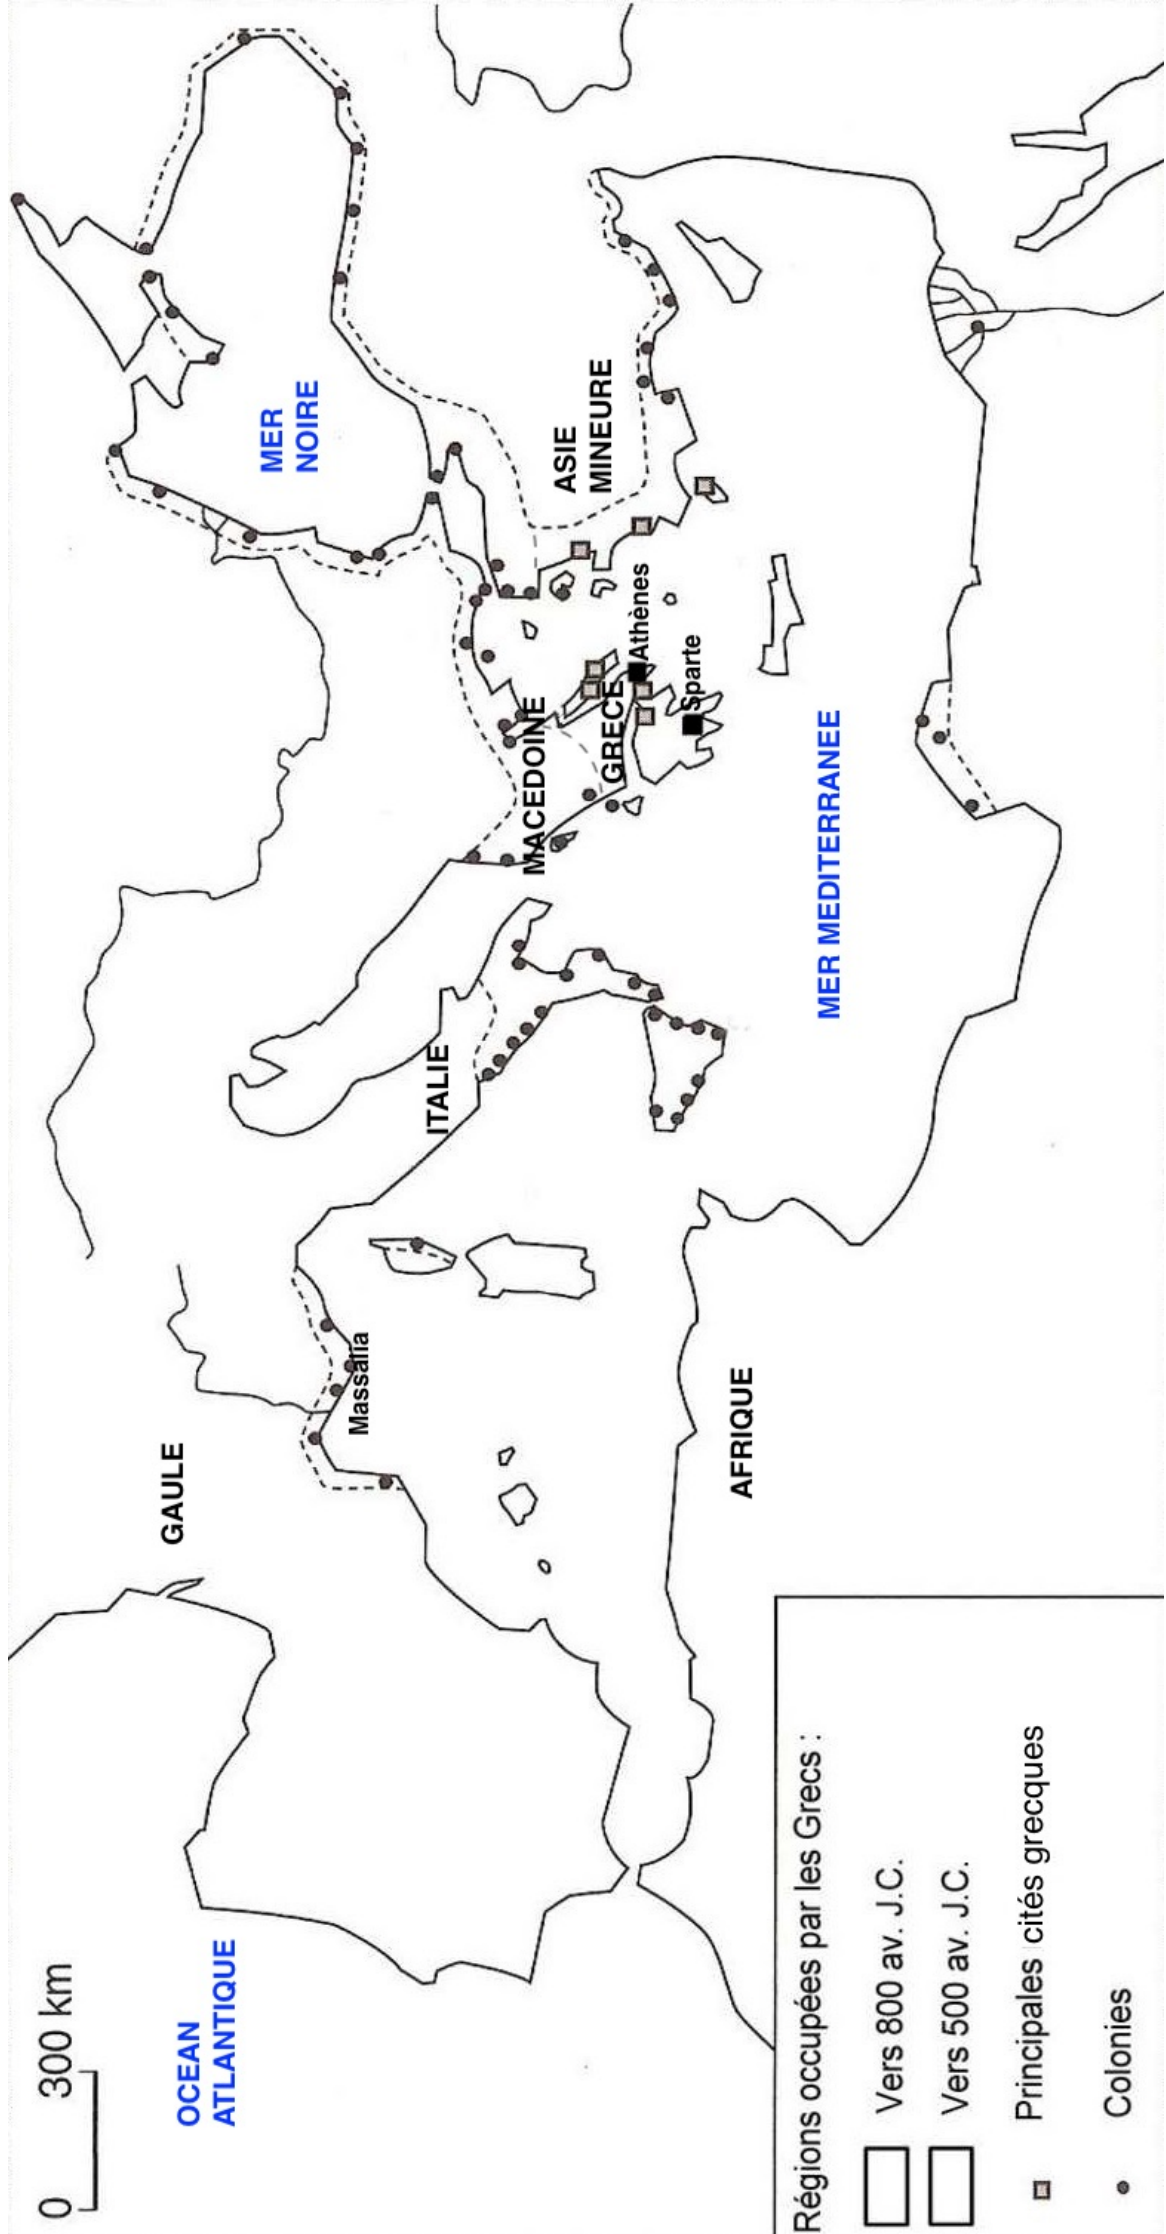 0 300 km
OCEAN
ATLANTIQUE
GAULE
Massalia
ITALIE
MACEDOINE
GRECE
Athènes
Sparte
MER
NOIRE
ASIE
MINEURE
MER MEDITERRANEE
AFRIQUE
Régions occupées par les Grecs :
Vers 800 av. J.C.
Vers 500 av. J.C.
Principales cités grecques
Colonies